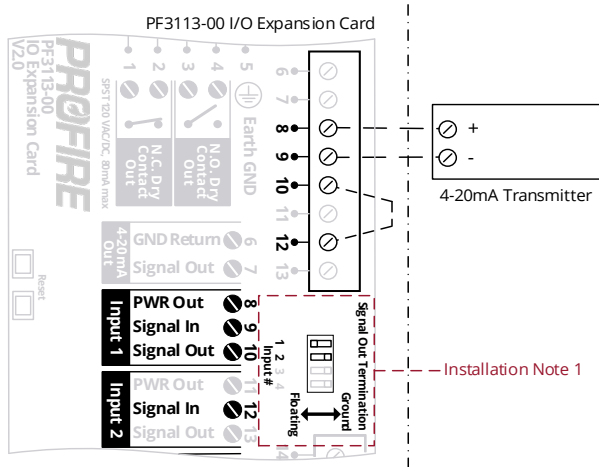 PF3113-00 I/O Expansion Card
PF3113-00
IO Expansion Card
V2.0
PROFIRE
1
2
3
4
5
SPST 120 VAC/DC, 80mA max
N.C. Dry
Contact
Out
N.O. Dry
Contact
Out
Earth GND
6
7
8
9
10
11
12
13
+
-
4-20mA Transmitter
4-20mA
Out
GND Return 6
Signal Out 7
Reset
Input 1
PWR Out 8
Signal In 9
Signal Out 10
Input 2
PWR Out 11
Signal In 12
Signal Out 13
Signal Out Termination
1
2
3
4
Input #
Floating
Ground
Installation Note 1
14